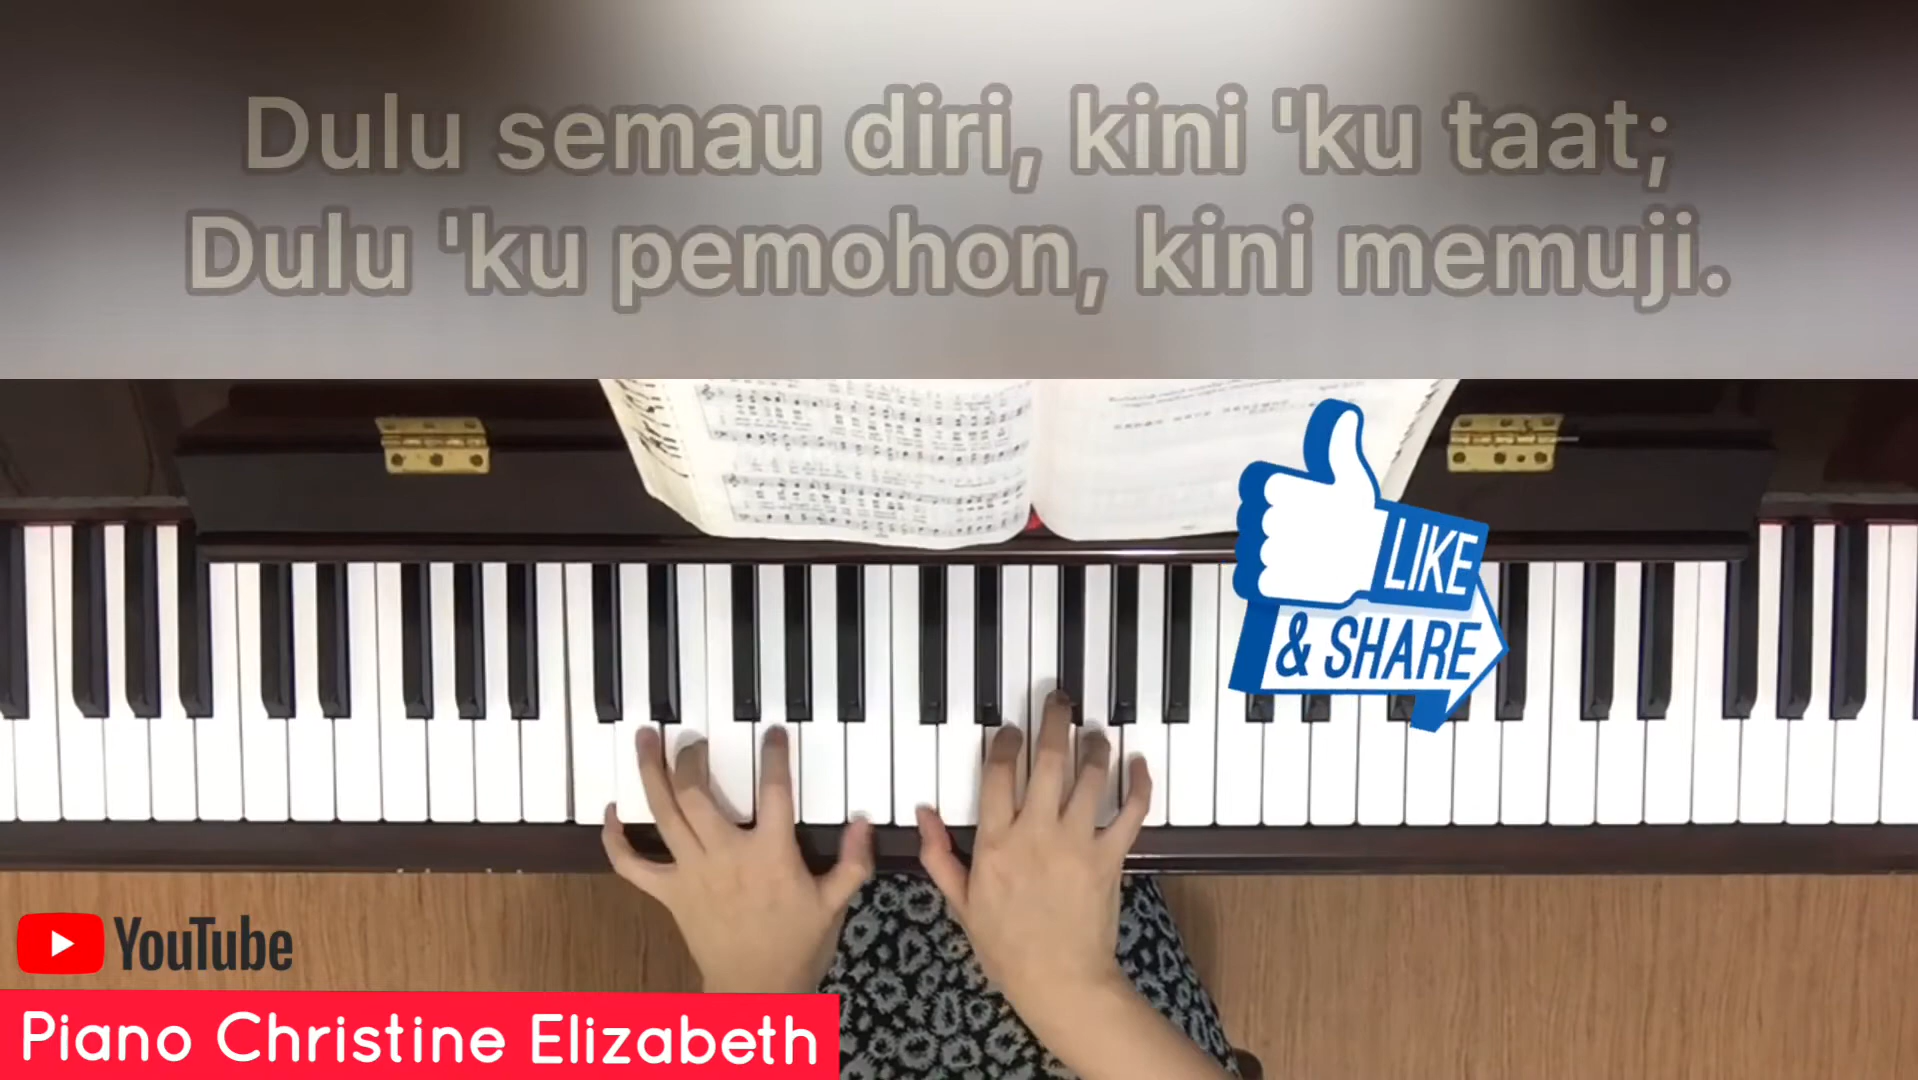 Dulu semau diri, kini 'ku taat;
Dulu 'ku pemohon, kini memuji.
LIKE
& SHARE
YouTube
Piano Christine Elizabeth